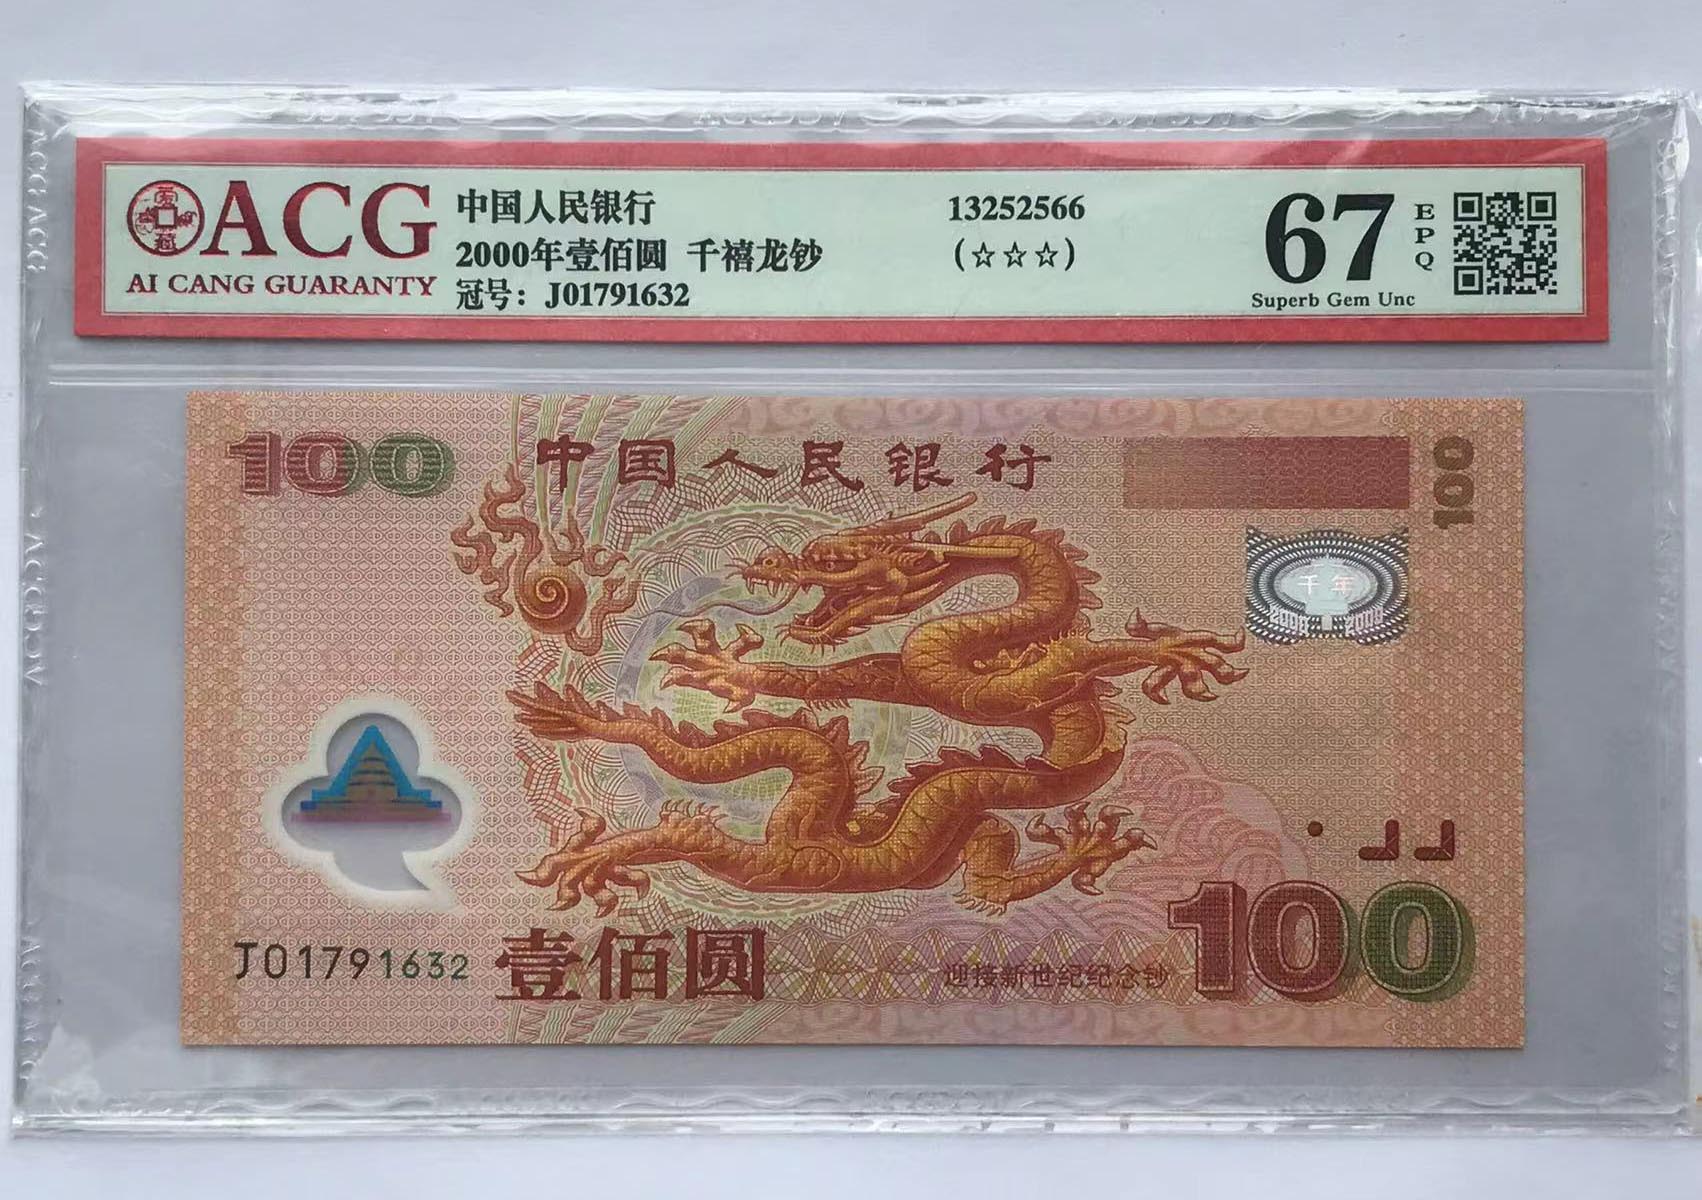 ACG
AI CANG GUARANTY
中国人民银行
2000年壹佰圆 千禧龙钞
冠号：J01791632
13252566
(☆☆☆)
67
EPQ
Superb Gem Unc
100
中国人民银行
100
千年
2000 2000
J01791632
壹佰圆
迎接新世纪纪念钞
100